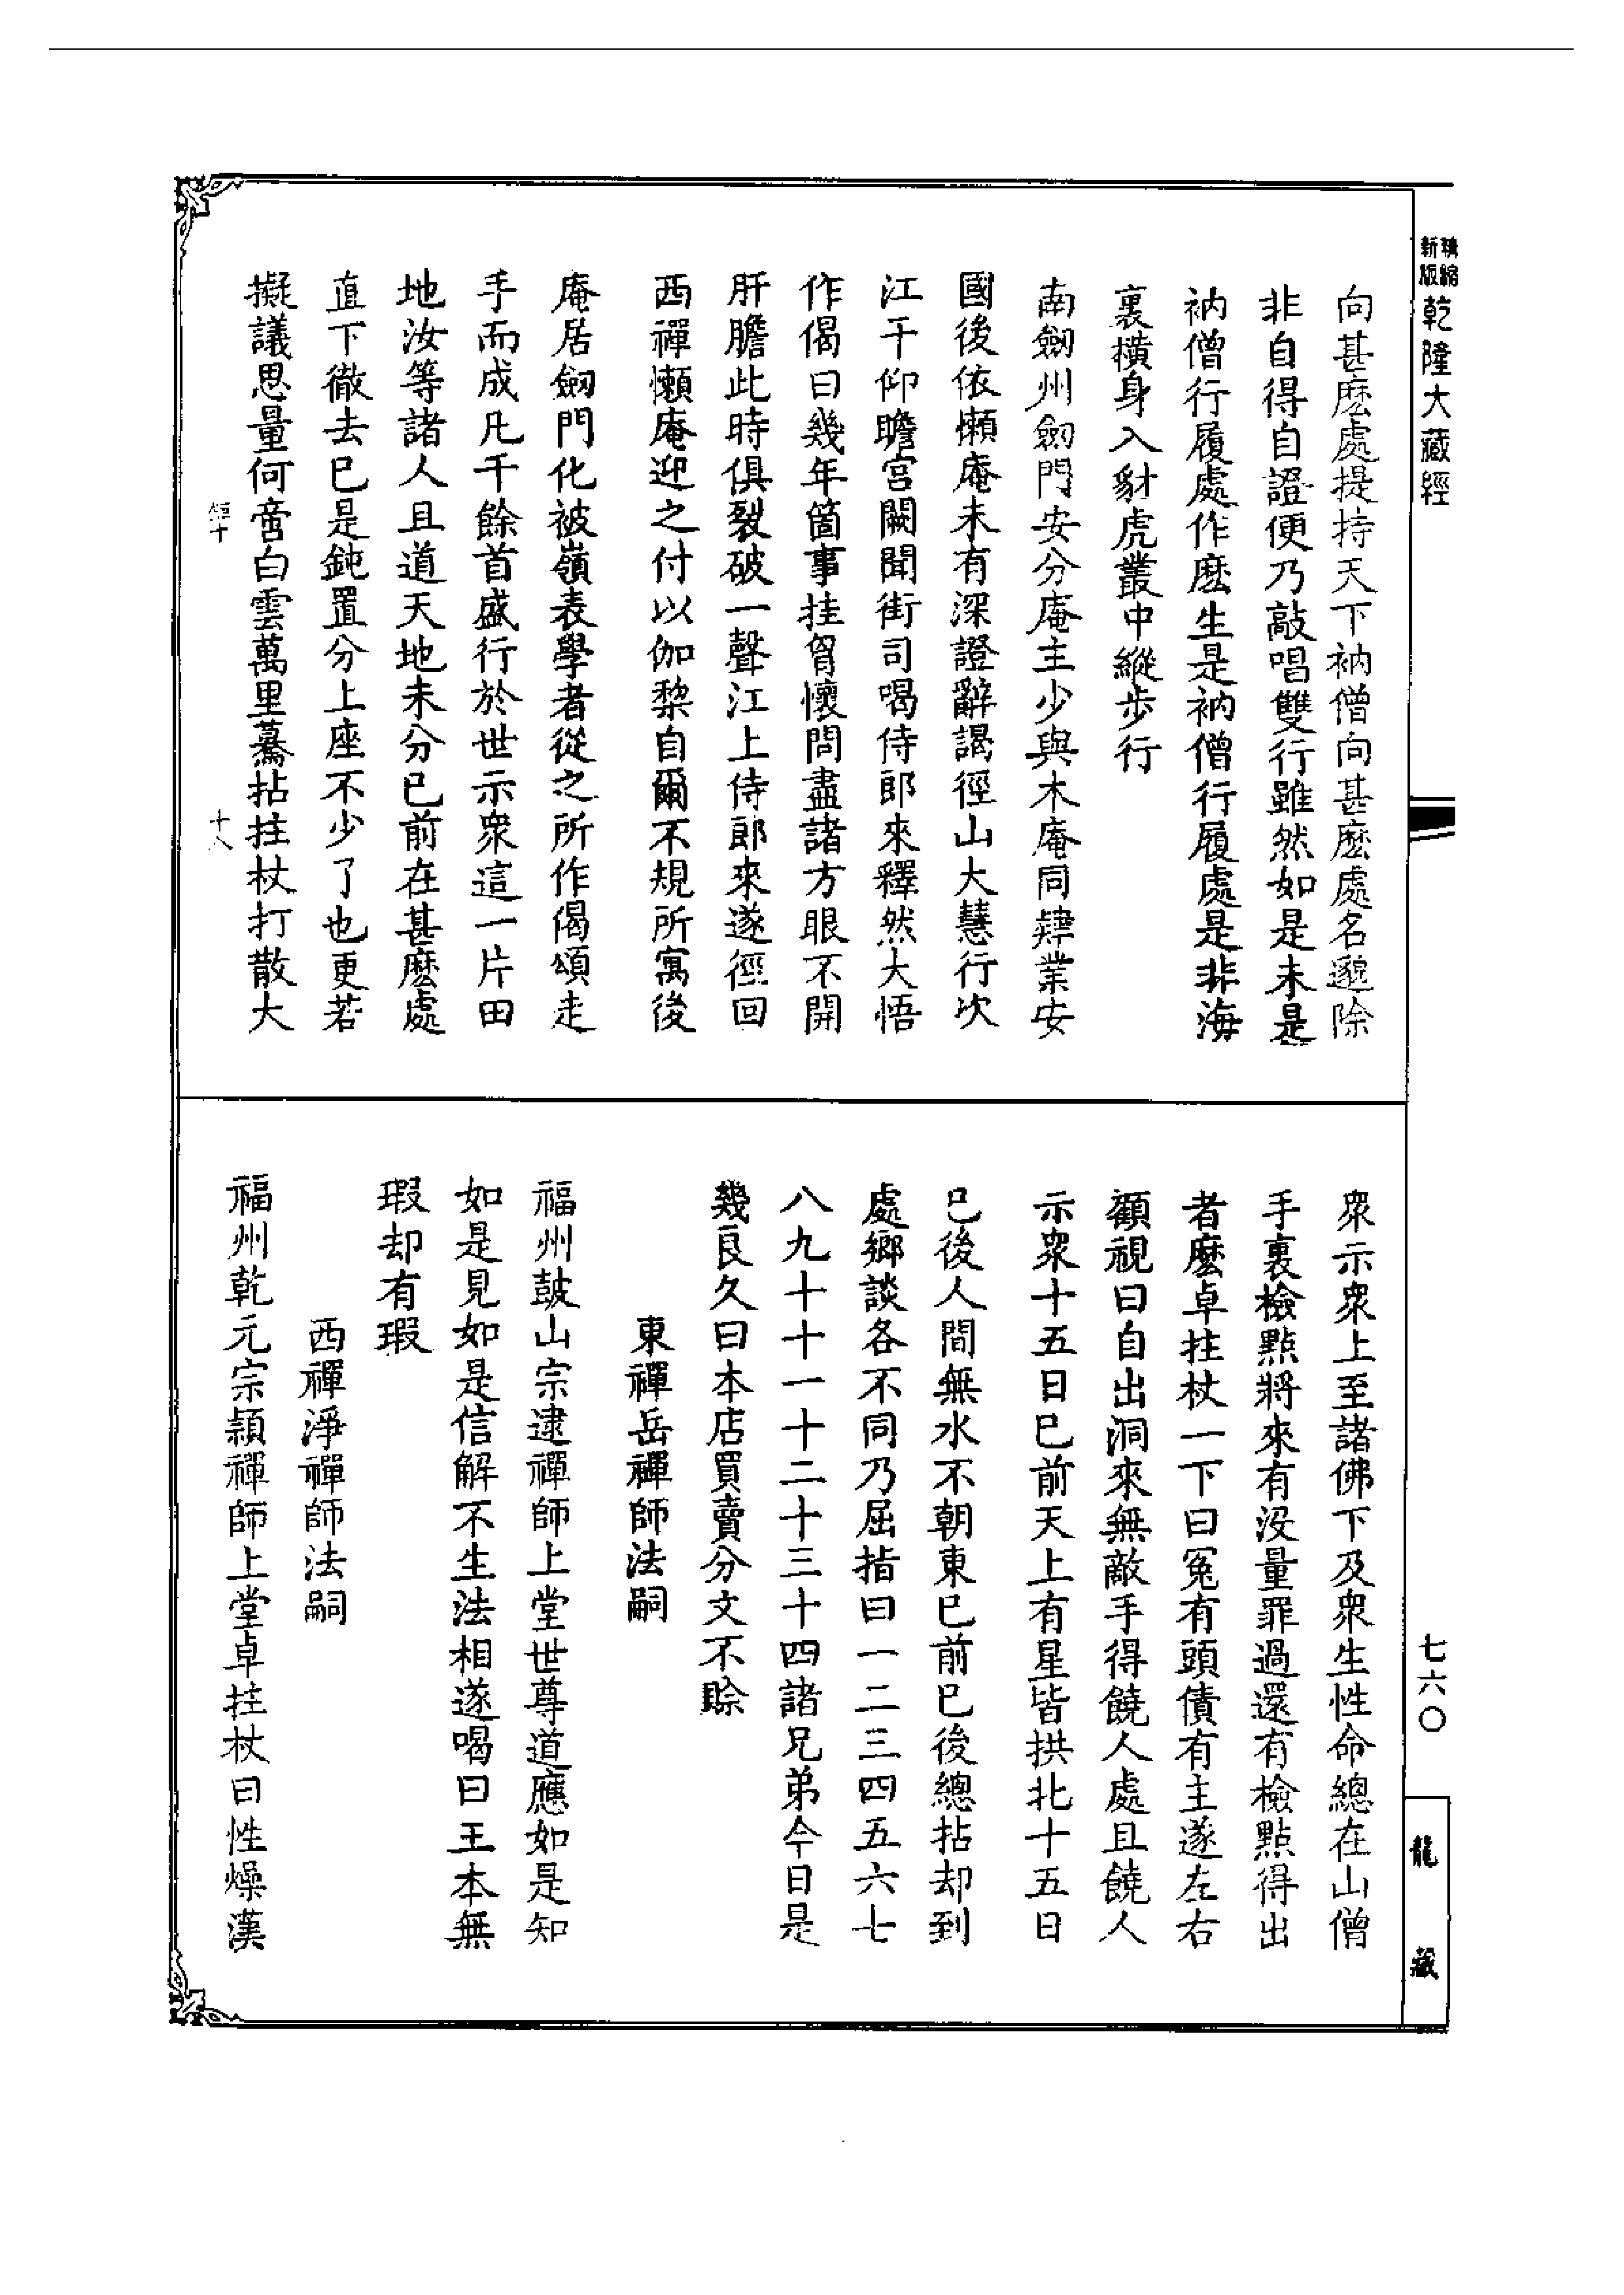 精縮新版乾隆大藏經
向甚麽處提持天下衲僧向甚麽處名邈除
非自得自證便乃敲唱雙行雖然如是未是
衲僧行履處作麽生是衲僧行履處是非海
裏橫身入豺虎叢中縱步行
南劒州劒門安分庵主少與木庵同肄業安
國後依懶庵未有深證辭謁徑山大慧行次
江干仰瞻宮闕聞街司喝侍郎來釋然大悟
作偈曰幾年箇事挂胷懷問盡諸方眼不開
肝膽此時俱裂破一聲江上侍郎來遂徑回
西禪懶庵迎之付以伽棃自爾不規所寓後
庵居劒門化被嶺表學者從之所作偈頌走
手而成凡千餘首盛行於世示衆這一片田
地汝等諸人且道天地未分已前在甚麽處
直下徹去已是鈍置分上座不少了也更若
擬議思量何啻白雲萬里驀拈拄杖打散大
十八
衆示衆上至諸佛下及衆生性命總在山僧
手裏檢點將來有沒量罪過還有檢點得出
者麽卓拄杖一下曰冤有頭債有主遂左右
顧視曰自出洞來無敵手得饒人處且饒人
示衆十五日已前天上有星皆拱北十五日
已後人間無水不朝東已前已後總拈却到
處鄉談各不同乃屈指曰一二三四五六七
八九十十一十二十三十四諸兄弟今日是
幾良久曰本店買賣分文不賒
東禪岳禪師法嗣
福州鼓山宗逮禪師上堂世尊道應如是知
如是見如是信解不生法相遂喝曰王本無
瑕却有瑕
西禪淨禪師法嗣
福州乾元宗頴禪師上堂卓拄杖曰性燥漢
七六〇
龍藏